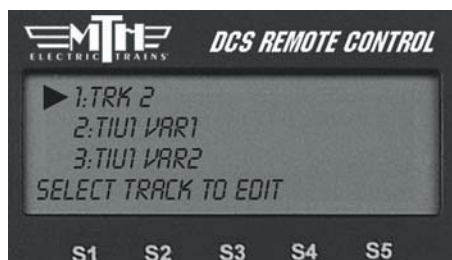 MTH
ELECTRIC TRAINS
DCS REMOTE CONTROL
1:TRK 2
2:TIU1 VAR1
3:TIU1 VAR2
SELECT TRACK TO EDIT
S1 S2 S3 S4 S5